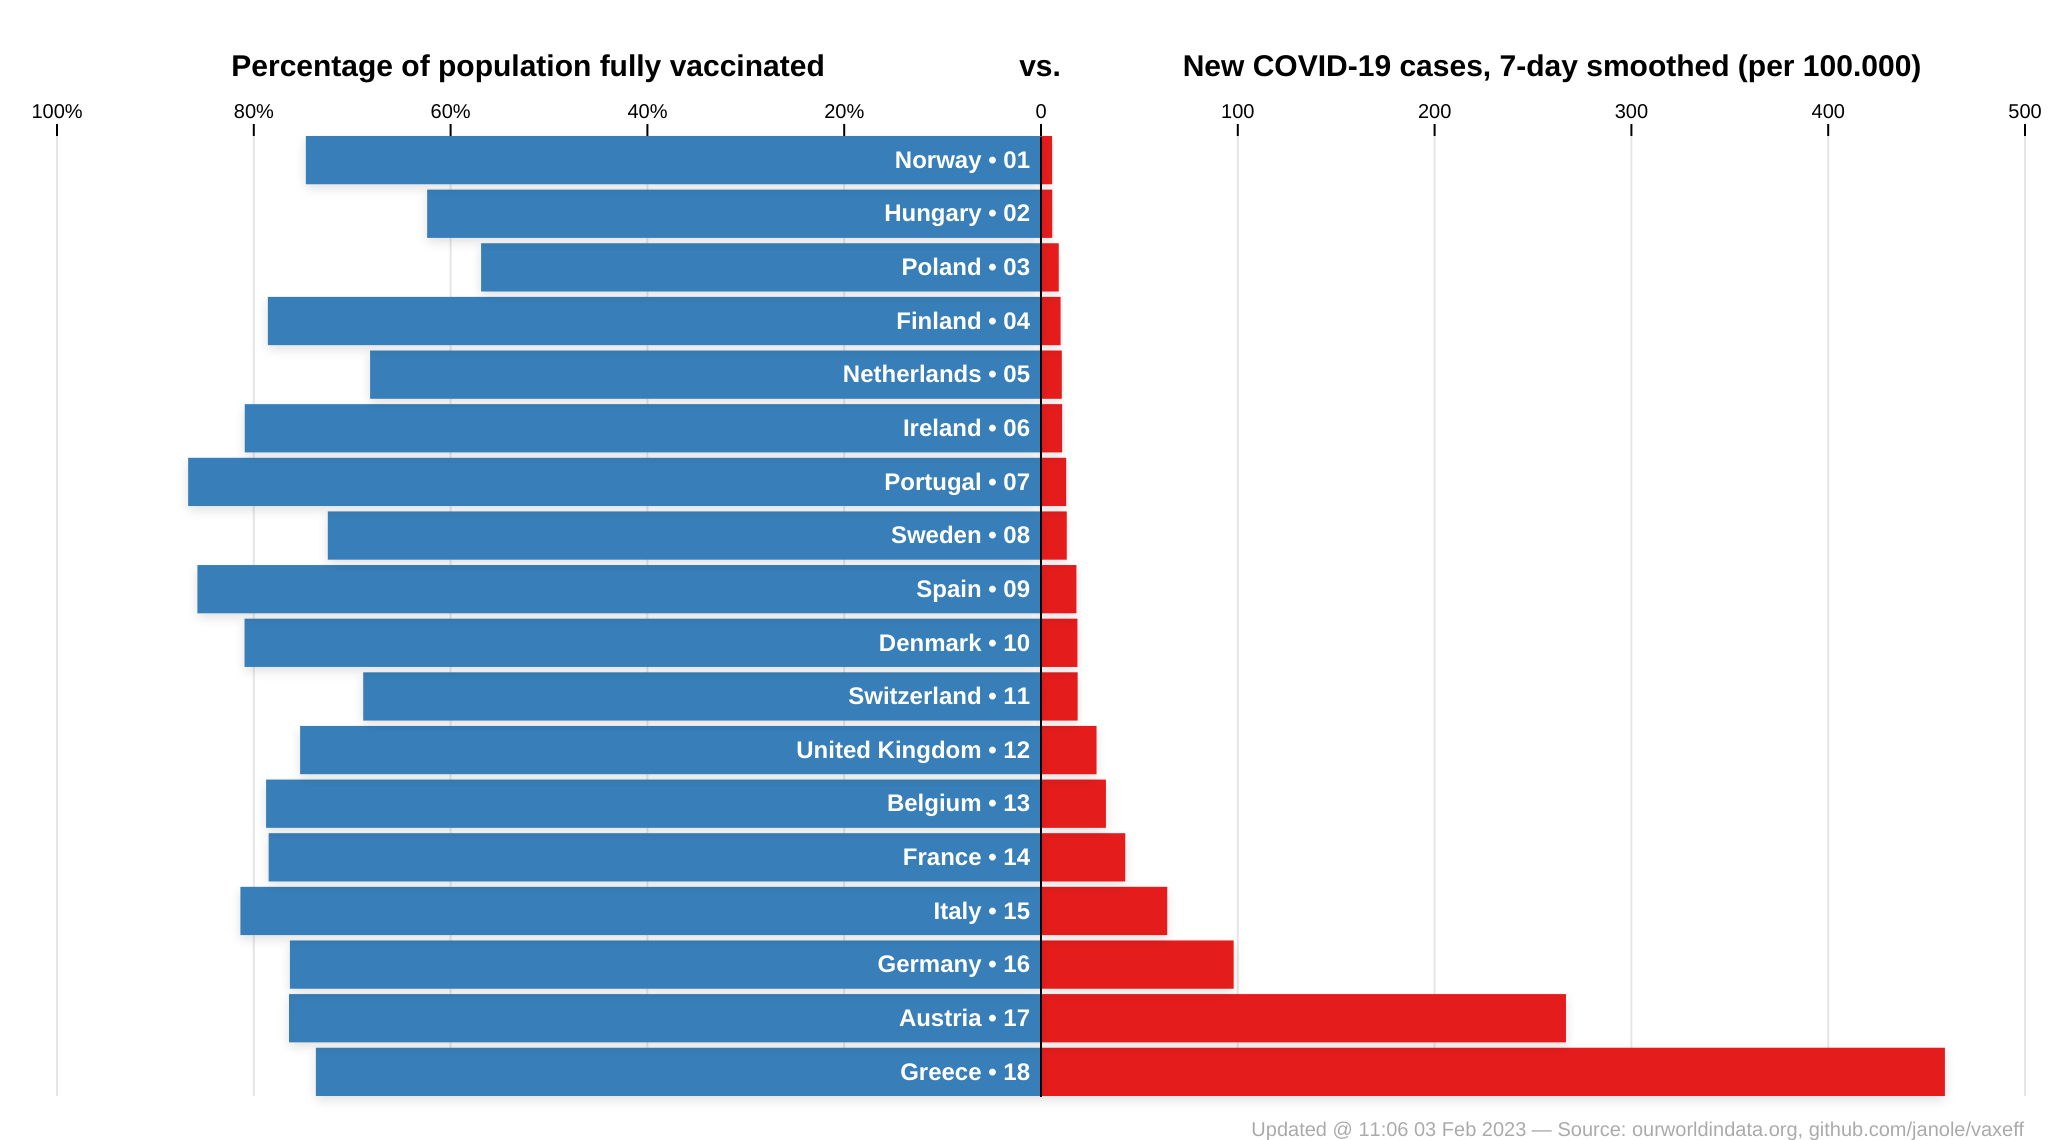 Percentage of population fully vaccinated vs. New COVID-19 cases, 7-day smoothed (per 100.000)
100% 80% 60% 40% 20% 0 100 200 300 400 500
Norway • 01
Hungary • 02
Poland • 03
Finland • 04
Netherlands • 05
Ireland • 06
Portugal • 07
Sweden • 08
Spain • 09
Denmark • 10
Switzerland • 11
United Kingdom • 12
Belgium • 13
France • 14
Italy • 15
Germany • 16
Austria • 17
Greece • 18
Updated @ 11:06 03 Feb 2023 — Source: ourworldindata.org, github.com/janole/vaxeff